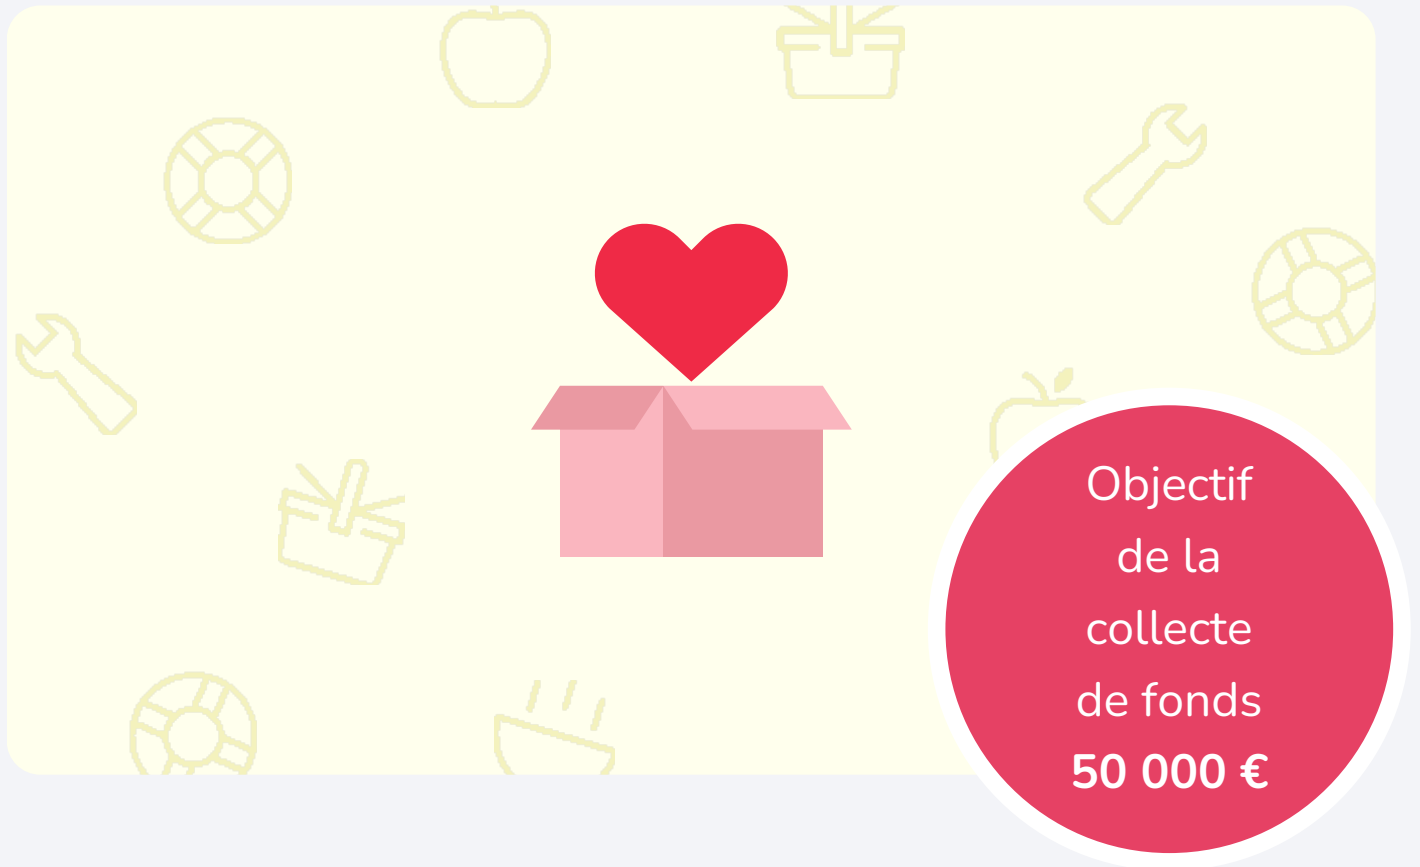 Objectif
de la
collecte
de fonds
50 000 €